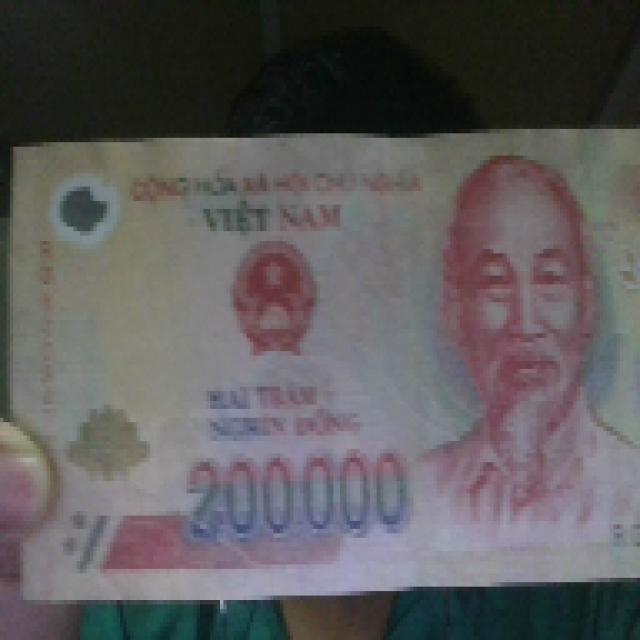 CỘNG HÒA XÃ HỘI CHỦ NGHĨA
VIỆT NAM
HAI TRĂM
NGHÌN ĐỒNG
200000